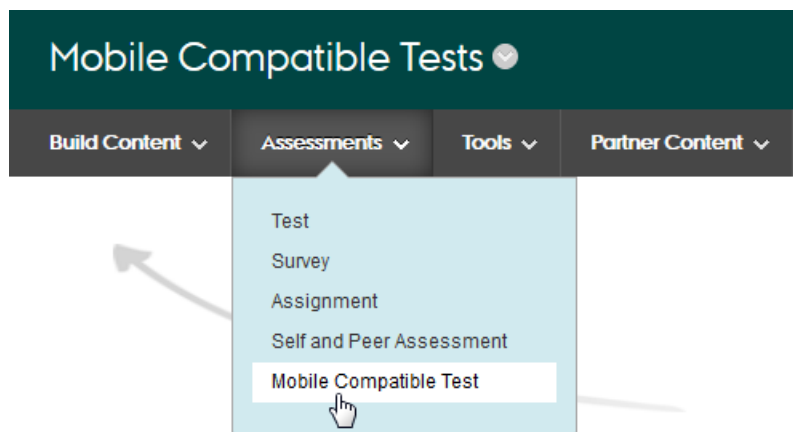 Mobile Compatible Tests
Build Content Assessments Tools Partner Content
Test
Survey
Assignment
Self and Peer Assessment
Mobile Compatible Test